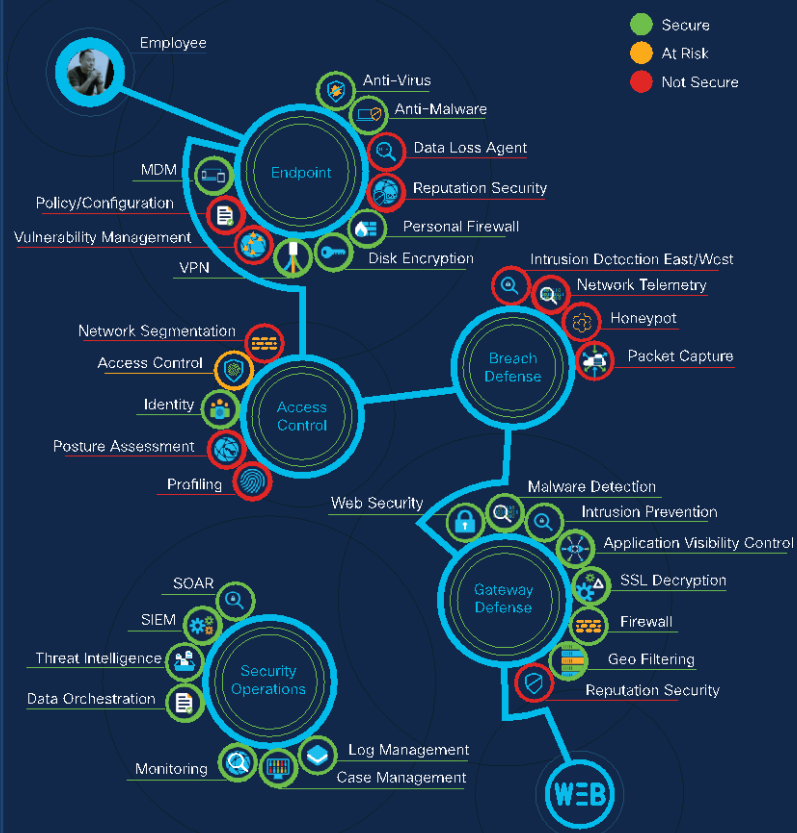 Employee
Secure
At Risk
Not Secure
Anti-Virus
Anti-Malware
Data Loss Agent
Reputation Security
Personal Firewall
Disk Encryption
Endpoint
MDM
Policy/Configuration
Vulnerability Management
VPN
Intrusion Detection East/West
Network Telemetry
Honeypot
Packet Capture
Breach
Defense
Network Segmentation
Access Control
Identity
Posture Assessment
Profiling
Access
Control
Web Security
Malware Detection
Intrusion Prevention
Application Visibility Control
SSL Decryption
Firewall
Geo Filtering
Reputation Security
Gateway
Defense
SOAR
SIEM
Threat Intelligence
Data Orchestration
Security
Operations
Monitoring
Log Management
Case Management
WEB